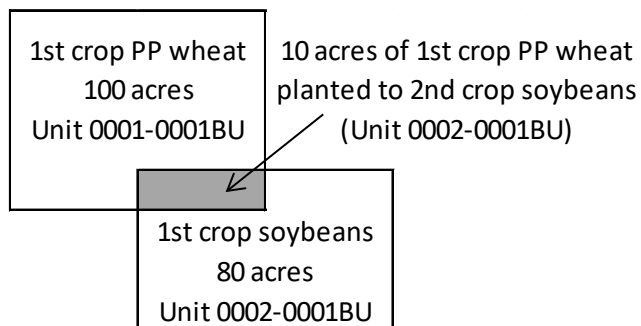 1st crop PP wheat
100 acres
Unit 0001-0001BU
10 acres of 1st crop PP wheat
planted to 2nd crop soybeans
(Unit 0002-0001BU)
1st crop soybeans
80 acres
Unit 0002-0001BU